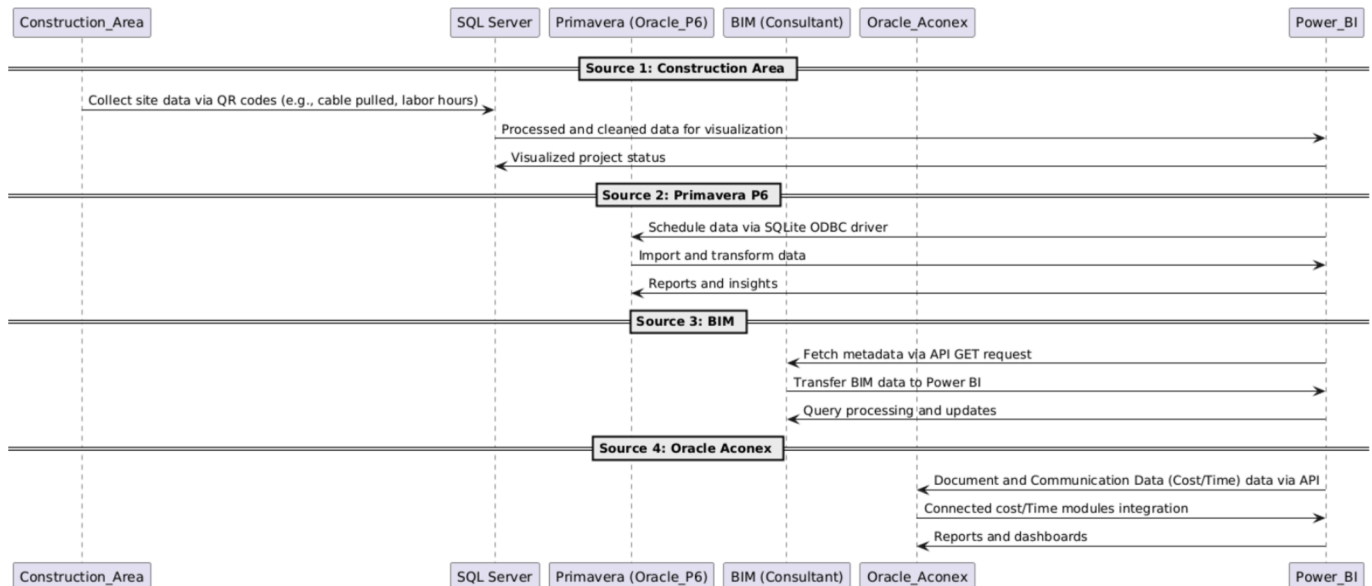 Construction_Area SQL Server Primavera (Oracle_P6) BIM (Consultant) Oracle_Aconex Power_BI
Source 1: Construction Area
Collect site data via QR codes (e.g., cable pulled, labor hours)
Processed and cleaned data for visualization
Visualized project status
Source 2: Primavera P6
Schedule data via SQLite ODBC driver
Import and transform data
Reports and insights
Source 3: BIM
Fetch metadata via API GET request
Transfer BIM data to Power BI
Query processing and updates
Source 4: Oracle Aconex
Document and Communication Data (Cost/Time) data via API
Connected cost/Time modules integration
Reports and dashboards
Construction_Area SQL Server Primavera (Oracle_P6) BIM (Consultant) Oracle_Aconex Power_BI